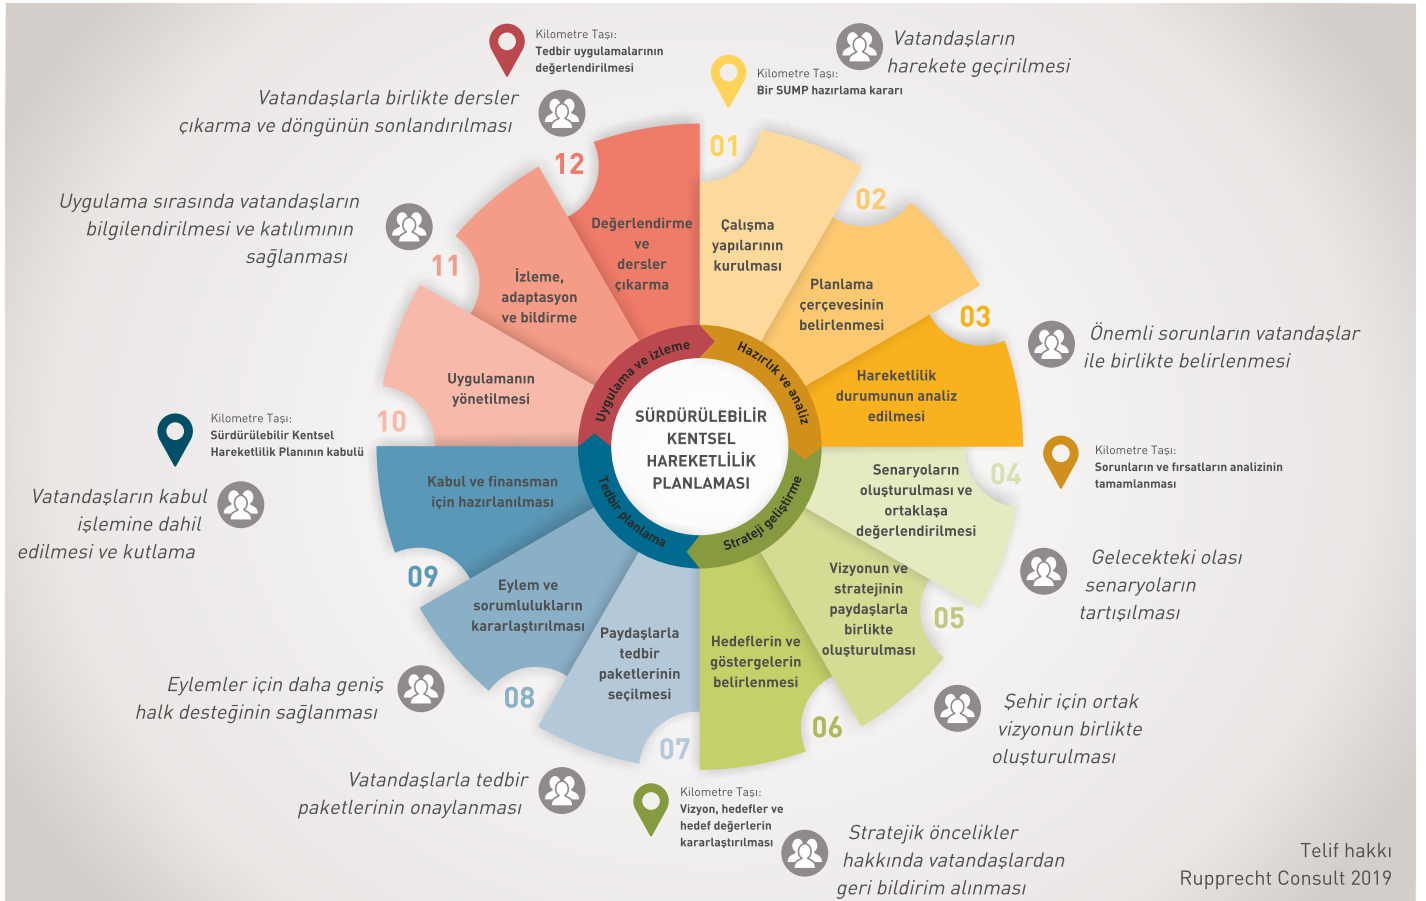 Kilometre Taşı:
Tedbir uygulamalarının
değerlendirilmesi
Kilometre Taşı:
Bir SUMP hazırlama kararı
Vatandaşların
harekete geçirilmesi
Vatandaşlarla birlikte dersler
çıkarma ve döngünün sonlandırılması
Uygulama sırasında vatandaşların
bilgilendirilmesi ve katılımının
sağlanması
01
Çalışma
yapılarının
kurulması
02
Planlama
çerçevesinin
belirlenmesi
03
Hareketlilik
durumunun analiz
edilmesi
Önemli sorunların vatandaşlar
ile birlikte belirlenmesi
Kilometre Taşı:
Sorunların ve fırsatların analizinin
tamamlanması
04
Senaryoların
oluşturulması ve
ortaklaşa
değerlendirilmesi
Gelecekteki olası
senaryoların
tartışılması
05
Vizyonun ve
stratejinin
paydaşlarla
birlikte
oluşturulması
Şehir için ortak
vizyonun birlikte
oluşturulması
06
Hedeflerin ve
göstergelerin
belirlenmesi
Kilometre Taşı:
Vizyon, hedefler ve
hedef değerlerin
kararlaştırılması
Stratejik öncelikler
hakkında vatandaşlardan
geri bildirim alınması
07
Paydaşlarla
tedbir
paketlerinin
seçilmesi
Vatandaşlarla tedbir
paketlerinin onaylanması
08
Eylem ve
sorumlulukların
kararlaştırılması
Eylemler için daha geniş
halk desteğinin sağlanması
09
Kabul ve finansman
için hazırlanılması
Kilometre Taşı:
Sürdürülebilir Kentsel
Hareketlilik Planının kabulü
Vatandaşların kabul
işlemine dahil
edilmesi ve kutlama
10
Uygulamanın
yönetilmesi
11
İzleme,
adaptasyon
ve bildirme
12
Değerlendirme
ve
dersler
çıkarma
Uygulama ve izleme
Hazırlık ve analiz
Strateji geliştirme
Tedbir planlama
SÜRDÜRÜLEBİLİR
KENTSEL
HAREKETLİLİK
PLANLAMASI
Telif hakkı
Rupprecht Consult 2019